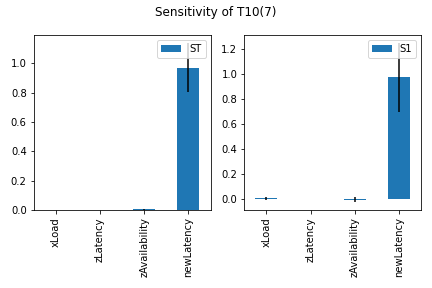 Sensitivity of T10(7)
ST
1.0
0.8
0.6
0.4
0.2
0.0
xLoad
zLatency
zAvailability
newLatency
S1
1.2
1.0
0.8
0.6
0.4
0.2
0.0
xLoad
zLatency
zAvailability
newLatency